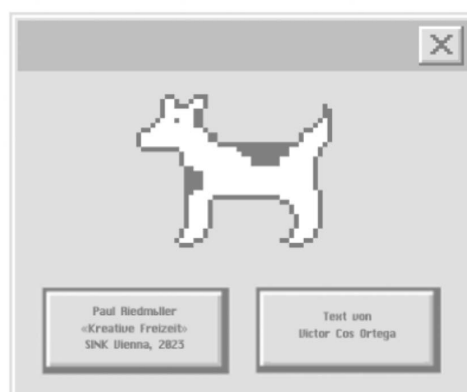 Paul Riedmüller
«Kreative Freizeit»
SINK Vienna, 2023
Text von
Victor Cos Ortega